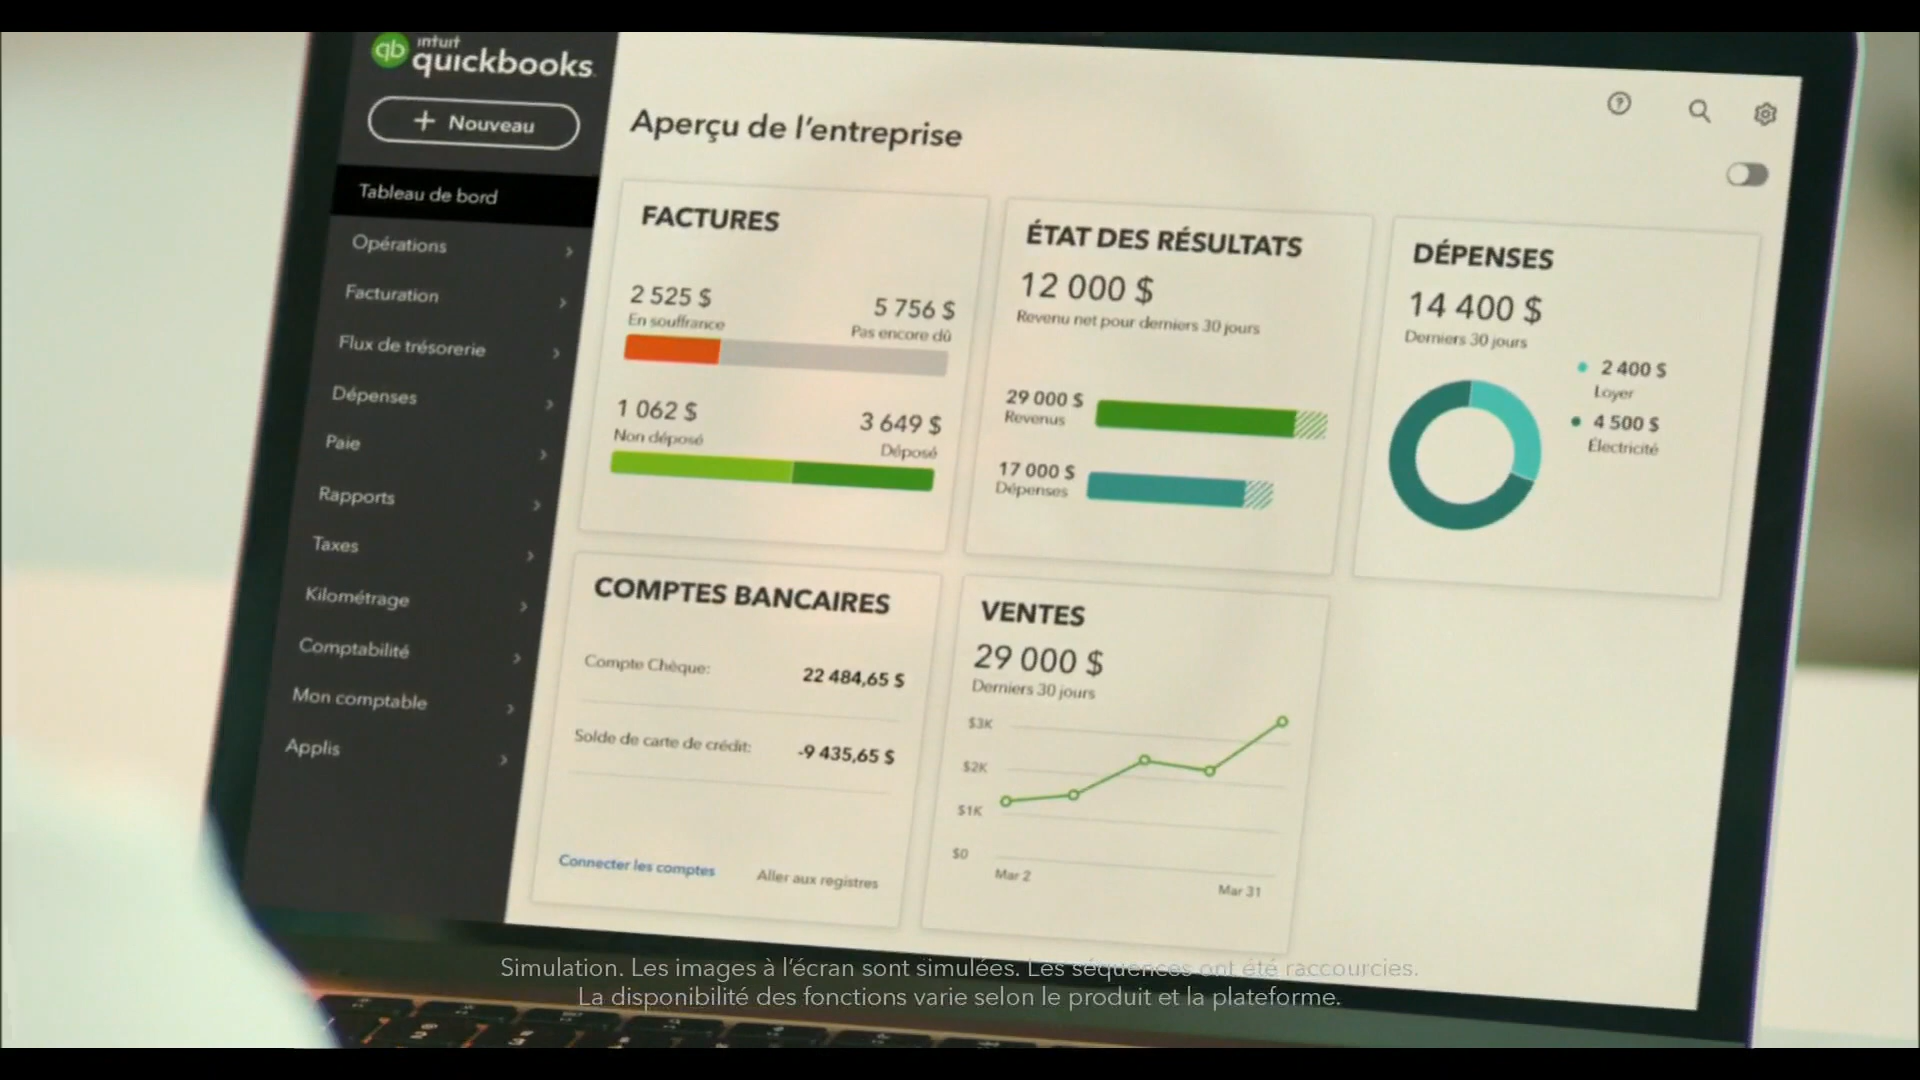 qb intuit
quickbooks.
+ Nouveau
Tableau de bord
Opérations
Facturation
Flux de trésorerie
Dépenses
Paie
Rapports
Taxes
Kilométrage
Comptabilité
Mon comptable
Applis
Aperçu de l'entreprise
FACTURES
2 525 $ 5 756 $
En souffrance Pas encore dû
1 062 $ 3 649 $
Non déposé Déposé
ÉTAT DES RÉSULTATS
12 000 $
Revenu net pour derniers 30 jours
29 000 $
Revenus
17 000 $
Dépenses
DÉPENSES
14 400 $
Derniers 30 jours
2 400 $
Loyer
4 500 $
Électricité
COMPTES BANCAIRES
Compte Chèque: 22 484,65 $
Solde de carte de crédit: -9 435,65 $
Connecter les comptes Aller aux registres
VENTES
29 000 $
Derniers 30 jours
$3K
$2K
$1K
$0
Mar 2 Mar 31
Simulation. Les images à l'écran sont simulées. Les séquences ont été raccourcies.
La disponibilité des fonctions varie selon le produit et la plateforme.